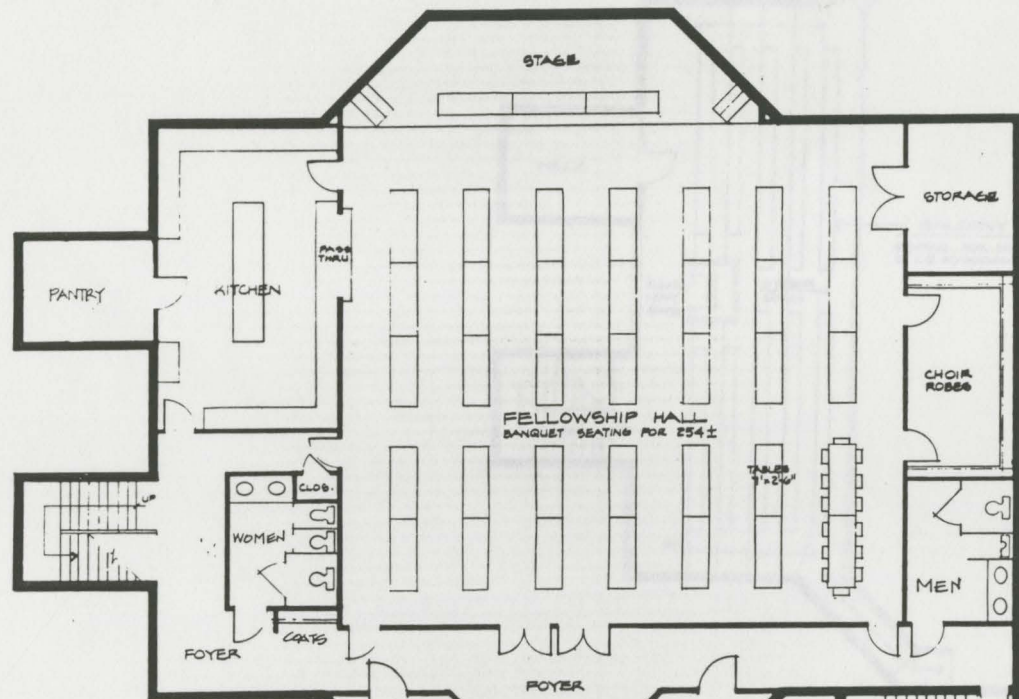 STAGE
STORAGE
PASS
THRU
PANTRY
KITCHEN
CHOIR
ROBES
FELLOWSHIP HALL
BANQUET SEATING FOR 254±
CLOS.
TABLES
UP
WOMEN
MEN
COATS
FOYER
FOYER